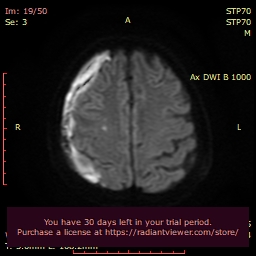 Im: 19/50
Se: 3
A
STP70
STP70
M
Ax DWI B 1000
R
L
You have 30 days left in your trial period.
Purchase a license at https://radiantviewer.com/store/